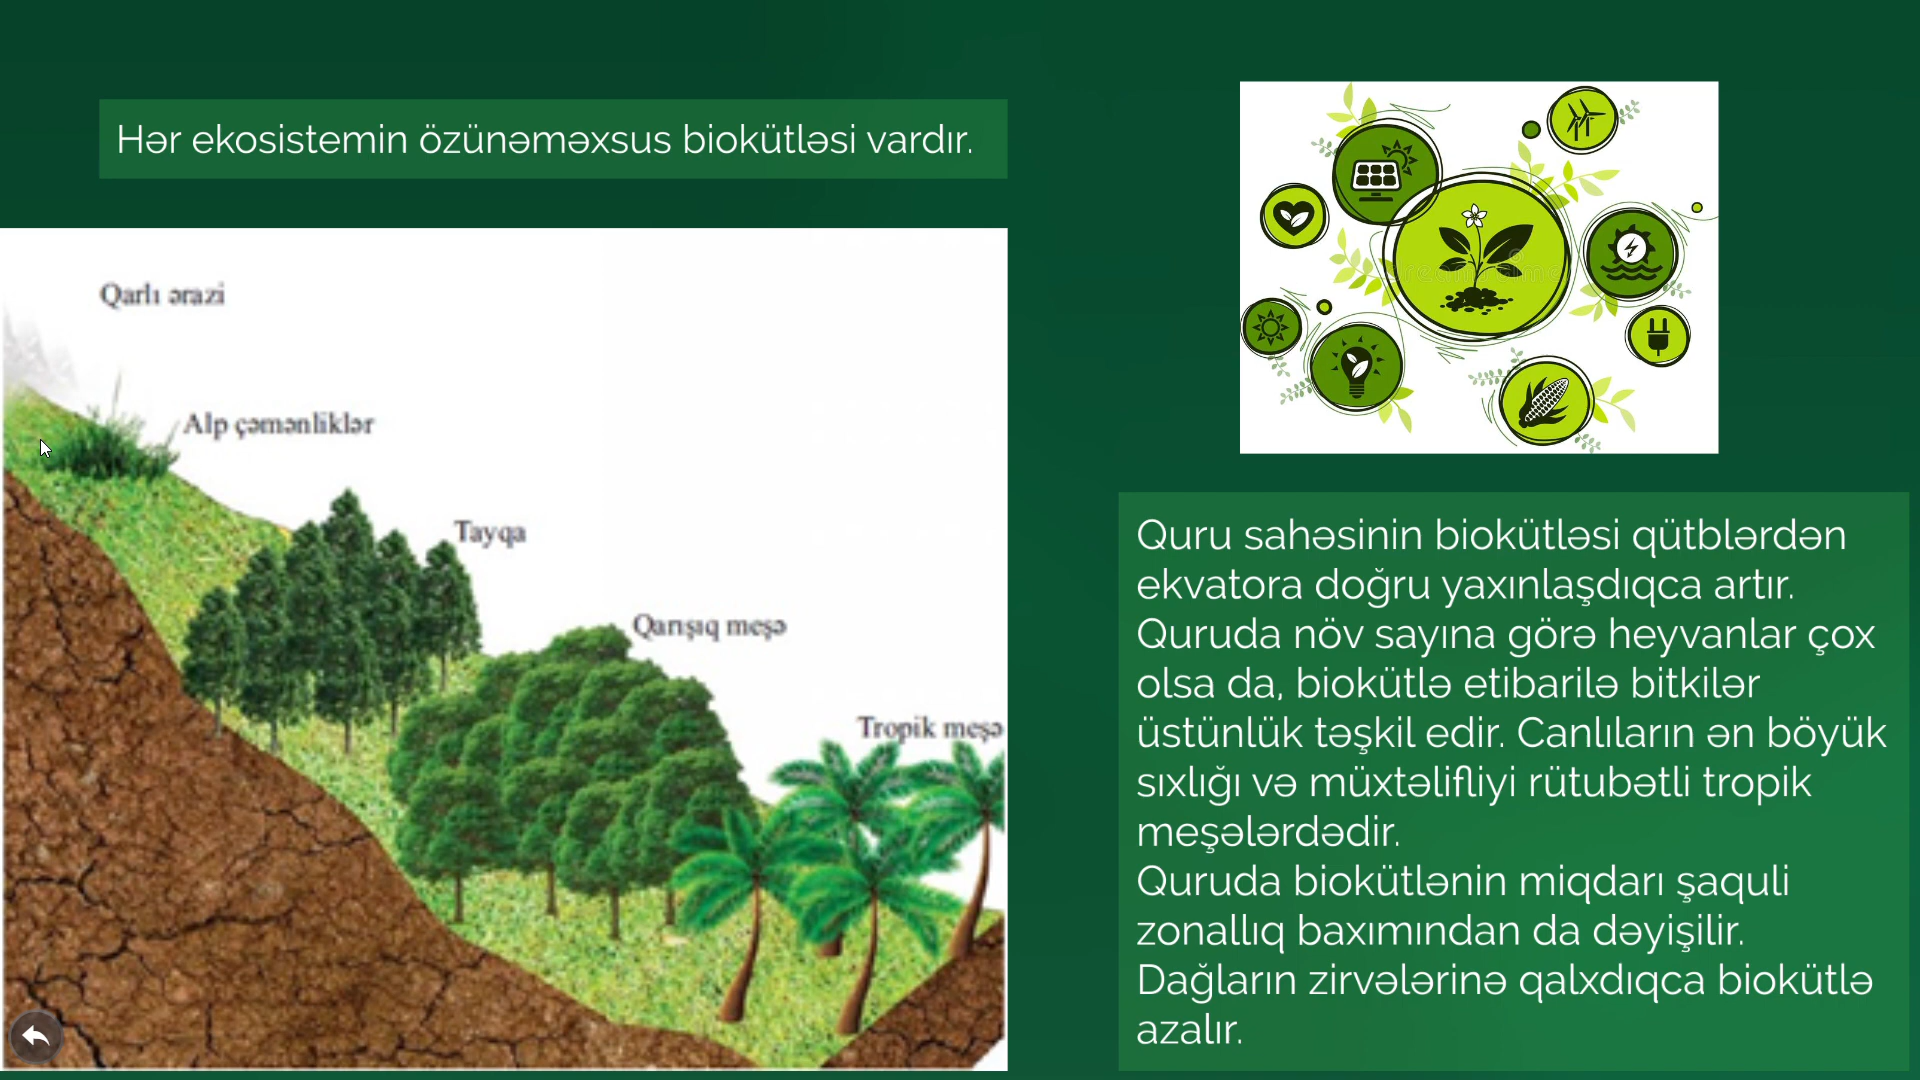 Hər ekosistemin özünəməxsus biokütləsi vardır.
Qarlı ərazi
Alp çəmənliklər
Tayqa
Qarışıq meşə
Tropik meşə
Quru sahəsinin biokütləsi qütblərdən
ekvatora doğru yaxınlaşdıqca artır.
Quruda növ sayına görə heyvanlar çox
olsa da, biokütlə etibarilə bitkilər
üstünlük təşkil edir. Canlıların ən böyük
sıxlığı və müxtəlifliyi rütubətli tropik
meşələrdədir.
Quruda biokütlənin miqdarı şaquli
zonallıq baxımından da dəyişilir.
Dağların zirvələrinə qalxdıqca biokütlə
azalır.